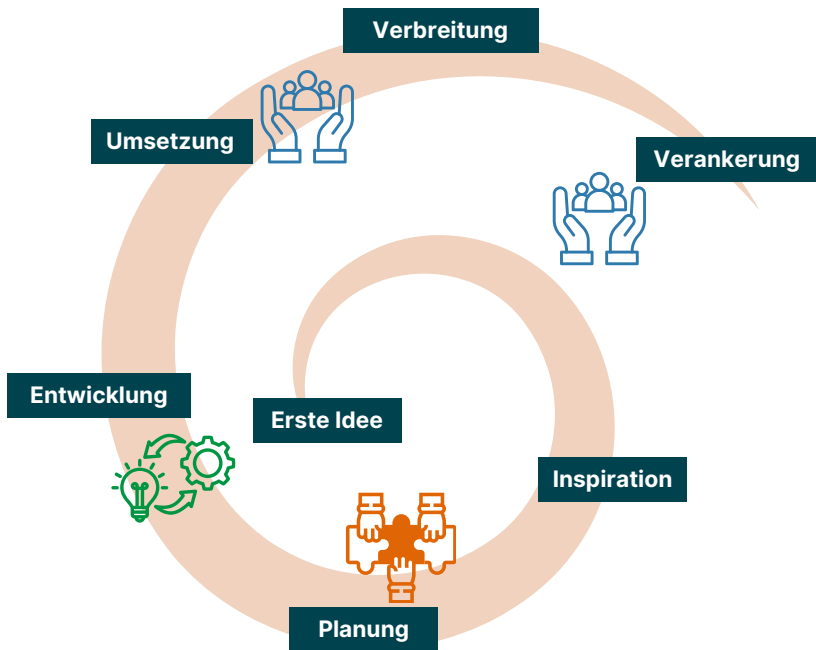 Verbreitung
Umsetzung
Verankerung
Entwicklung
Erste Idee
Inspiration
Planung